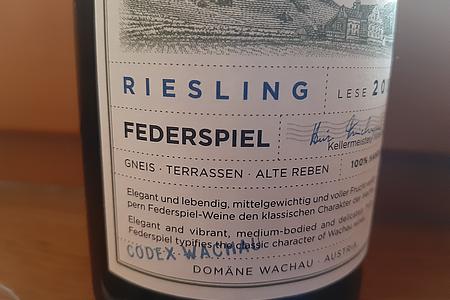 RIESLING LESE
FEDERSPIEL
Kellermeister
GNEIS · TERRASSEN · ALTE REBEN 100%
Elegant und lebendig, mittelgewichtig und voller
pern Federspiel-Weine den klassischen Charakter der
Elegant and vibrant, medium-bodied and delicate
Federspiel typifies the classic character of Wachau
CODEX WACHAU
DOMÄNE WACHAU · AUSTRIA